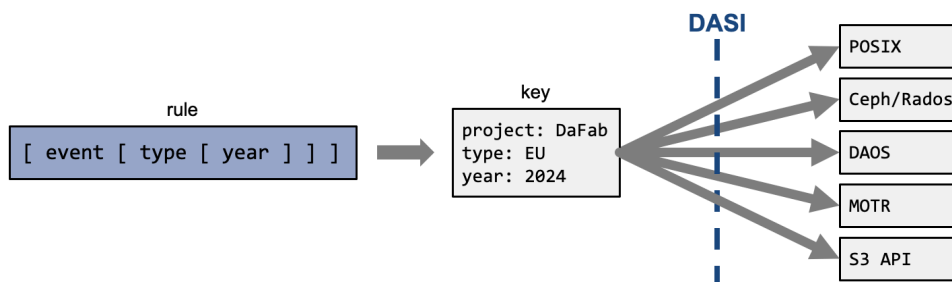 DASI
rule
[ event [ type [ year ] ] ]
key
project: DaFab
type: EU
year: 2024
POSIX
Ceph/Rados
DAOS
MOTR
S3 API